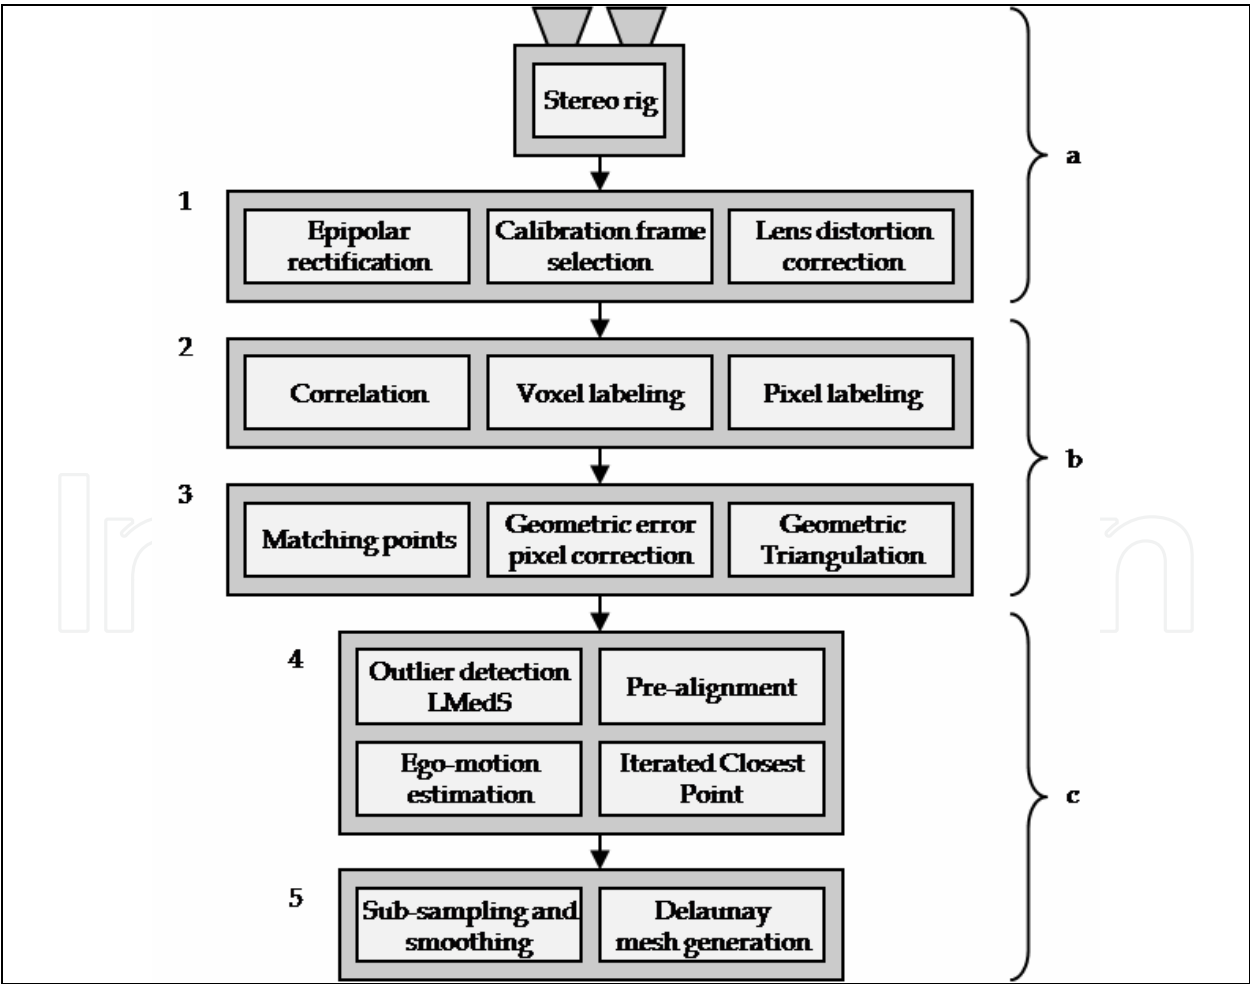 Stereo rig
a
1
Epipolar
rectification
Calibration frame
selection
Lens distortion
correction
2
Correlation
Voxel labeling
Pixel labeling
b
3
Matching points
Geometric error
pixel correction
Geometric
Triangulation
4
Outlier detection
LMedS
Pre-alignment
Ego-motion
estimation
Iterated Closest
Point
c
5
Sub-sampling and
smoothing
Delaunay
mesh generation